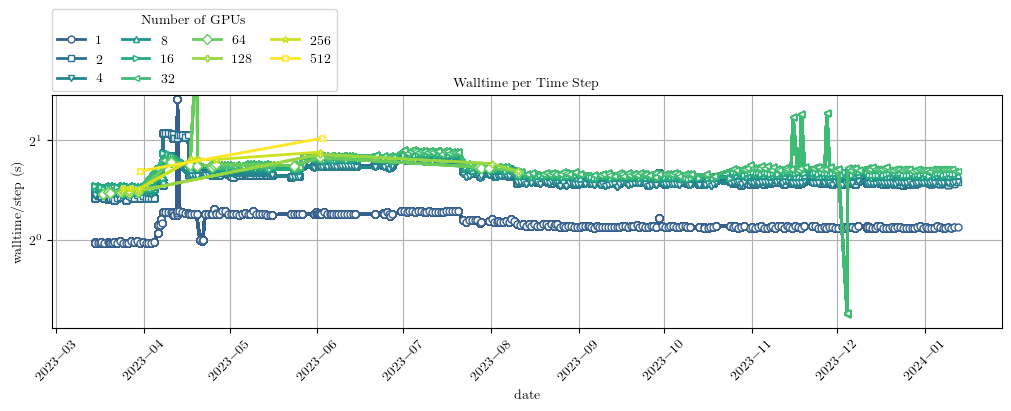 Number of GPUs
1 8 64 256
2 16 128 512
4 32
Walltime per Time Step
2^1
2^0
walltime/step (s)
2023−03 2023−04 2023−05 2023−06 2023−07 2023−08 2023−09 2023−10 2023−11 2023−12 2024−01
date